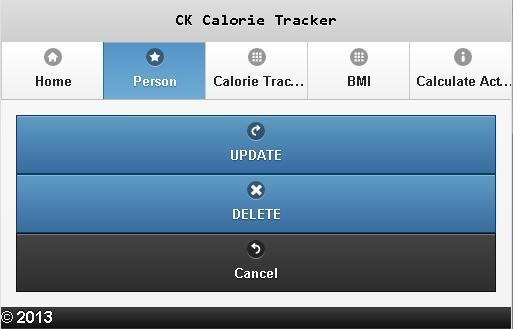 CK Calorie Tracker
Home Person Calorie Trac... BMI Calculate Act...
UPDATE
DELETE
Cancel
© 2013